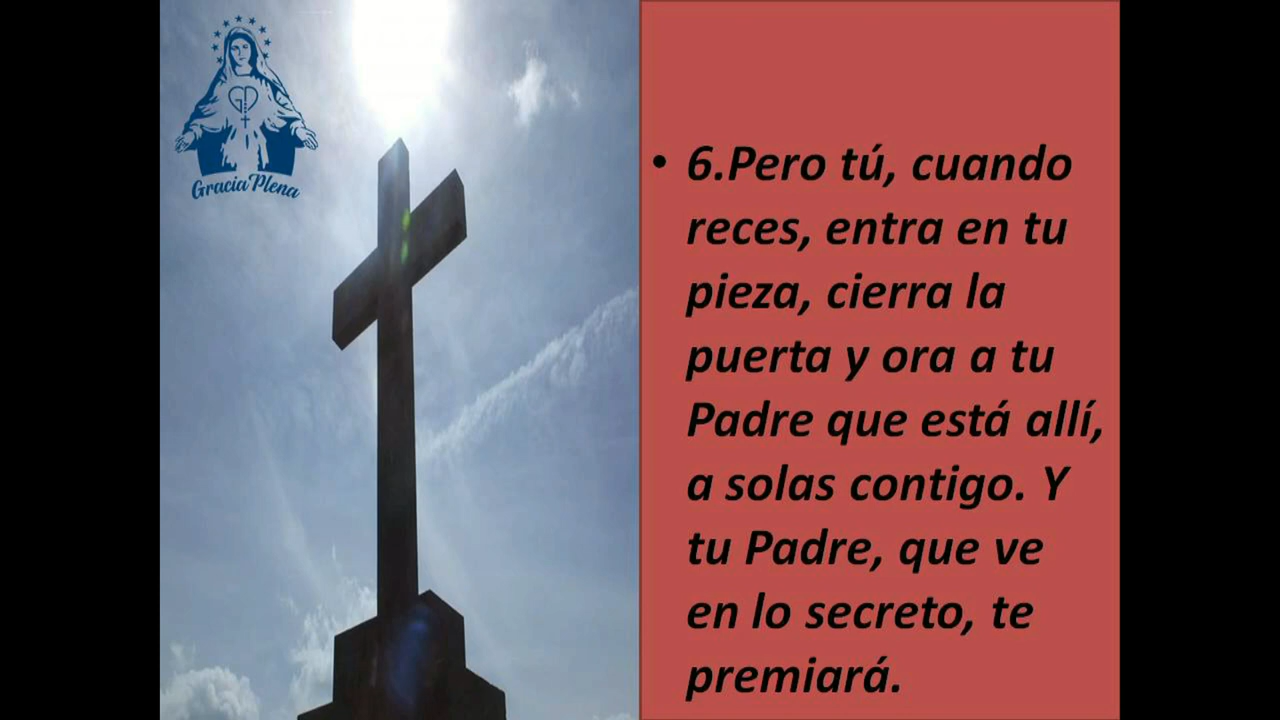 Gracia Plena
• 6.Pero tú, cuando
reces, entra en tu
pieza, cierra la
puerta y ora a tu
Padre que está allí,
a solas contigo. Y
tu Padre, que ve
en lo secreto, te
premiará.